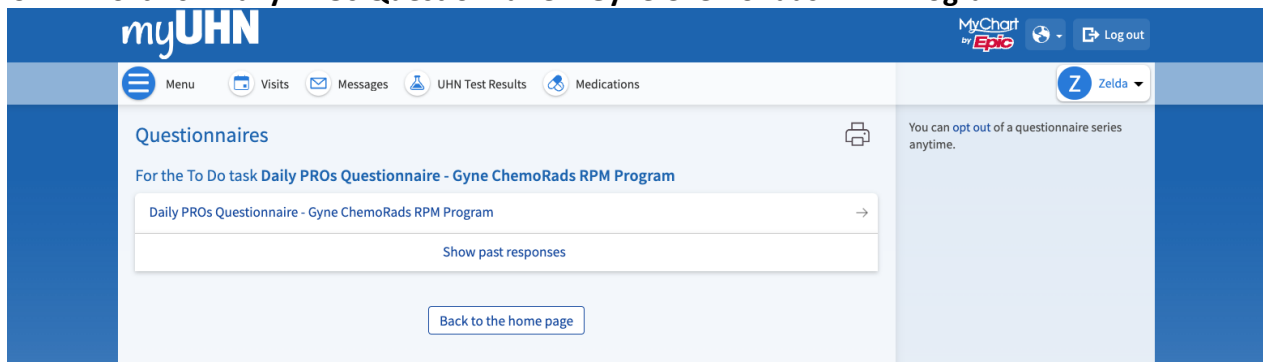 myUHN
MyChart
by Epic
Log out
Menu
Visits
Messages
UHN Test Results
Medications
Z
Zelda
Questionnaires
You can opt out of a questionnaire series
anytime.
For the To Do task Daily PROs Questionnaire - Gyne ChemoRads RPM Program
Daily PROs Questionnaire - Gyne ChemoRads RPM Program
Show past responses
Back to the home page